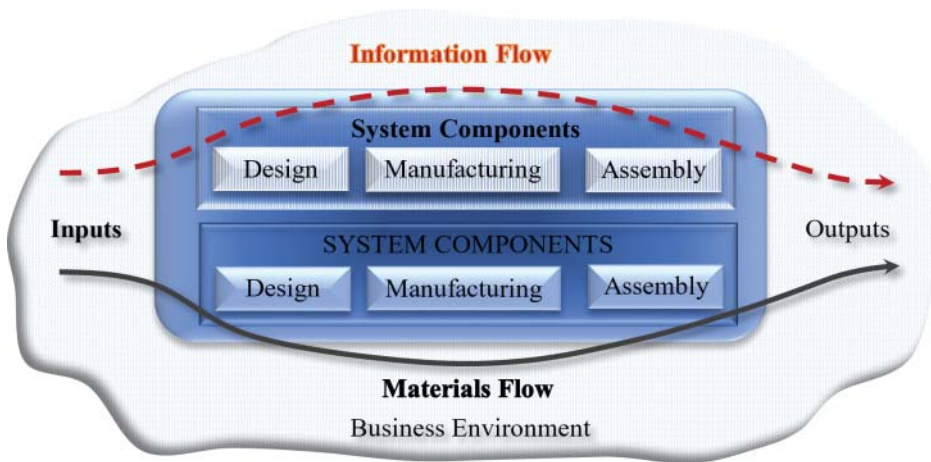 Information Flow
System Components
Design Manufacturing Assembly
Inputs Outputs
SYSTEM COMPONENTS
Design Manufacturing Assembly
Materials Flow
Business Environment